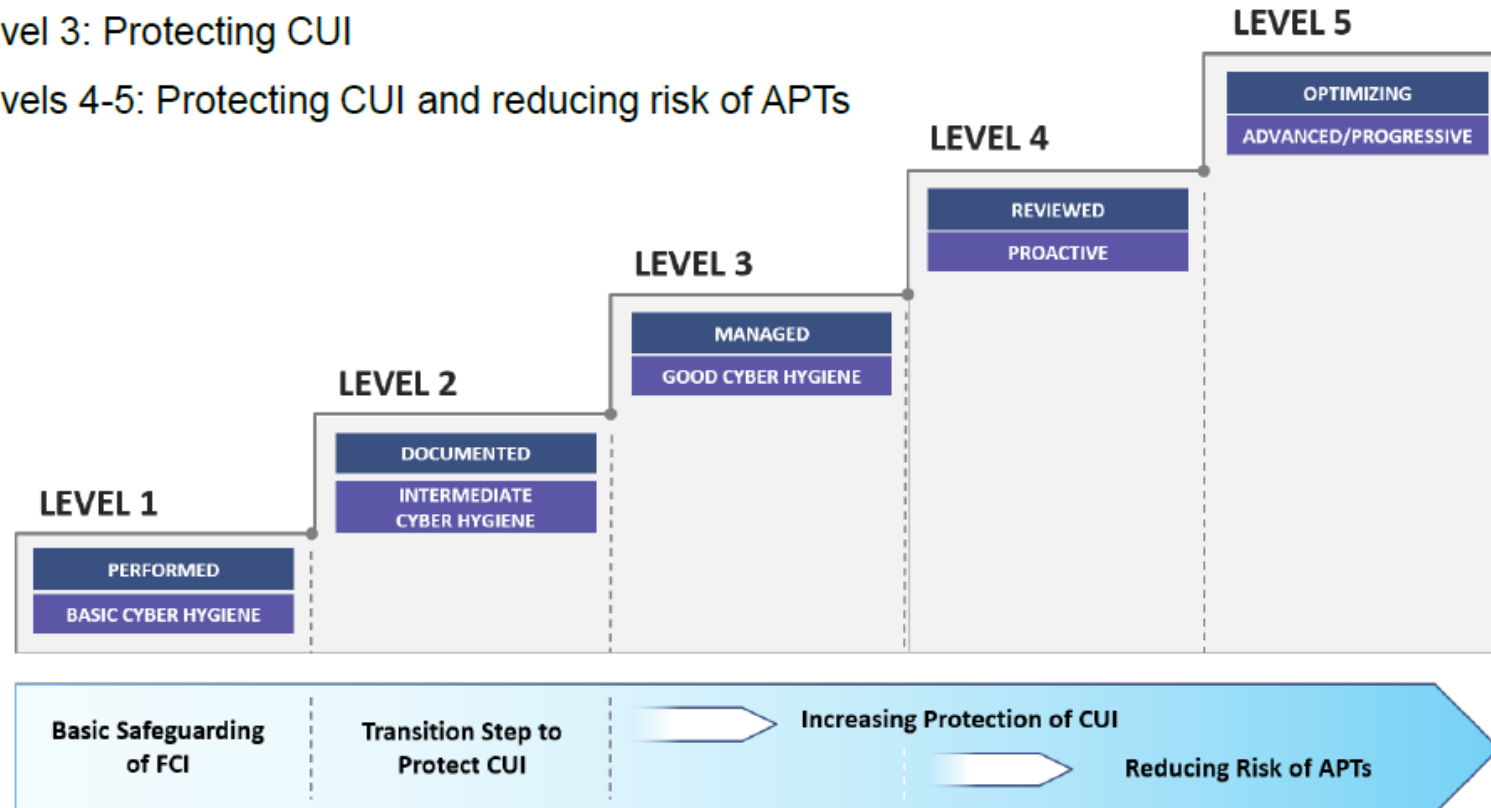 vel 3: Protecting CUI
vels 4-5: Protecting CUI and reducing risk of APTs
LEVEL 1
PERFORMED
BASIC CYBER HYGIENE
LEVEL 2
DOCUMENTED
INTERMEDIATE
CYBER HYGIENE
LEVEL 3
MANAGED
GOOD CYBER HYGIENE
LEVEL 4
REVIEWED
PROACTIVE
LEVEL 5
OPTIMIZING
ADVANCED/PROGRESSIVE
Basic Safeguarding
of FCI
Transition Step to
Protect CUI
Increasing Protection of CUI
Reducing Risk of APTs